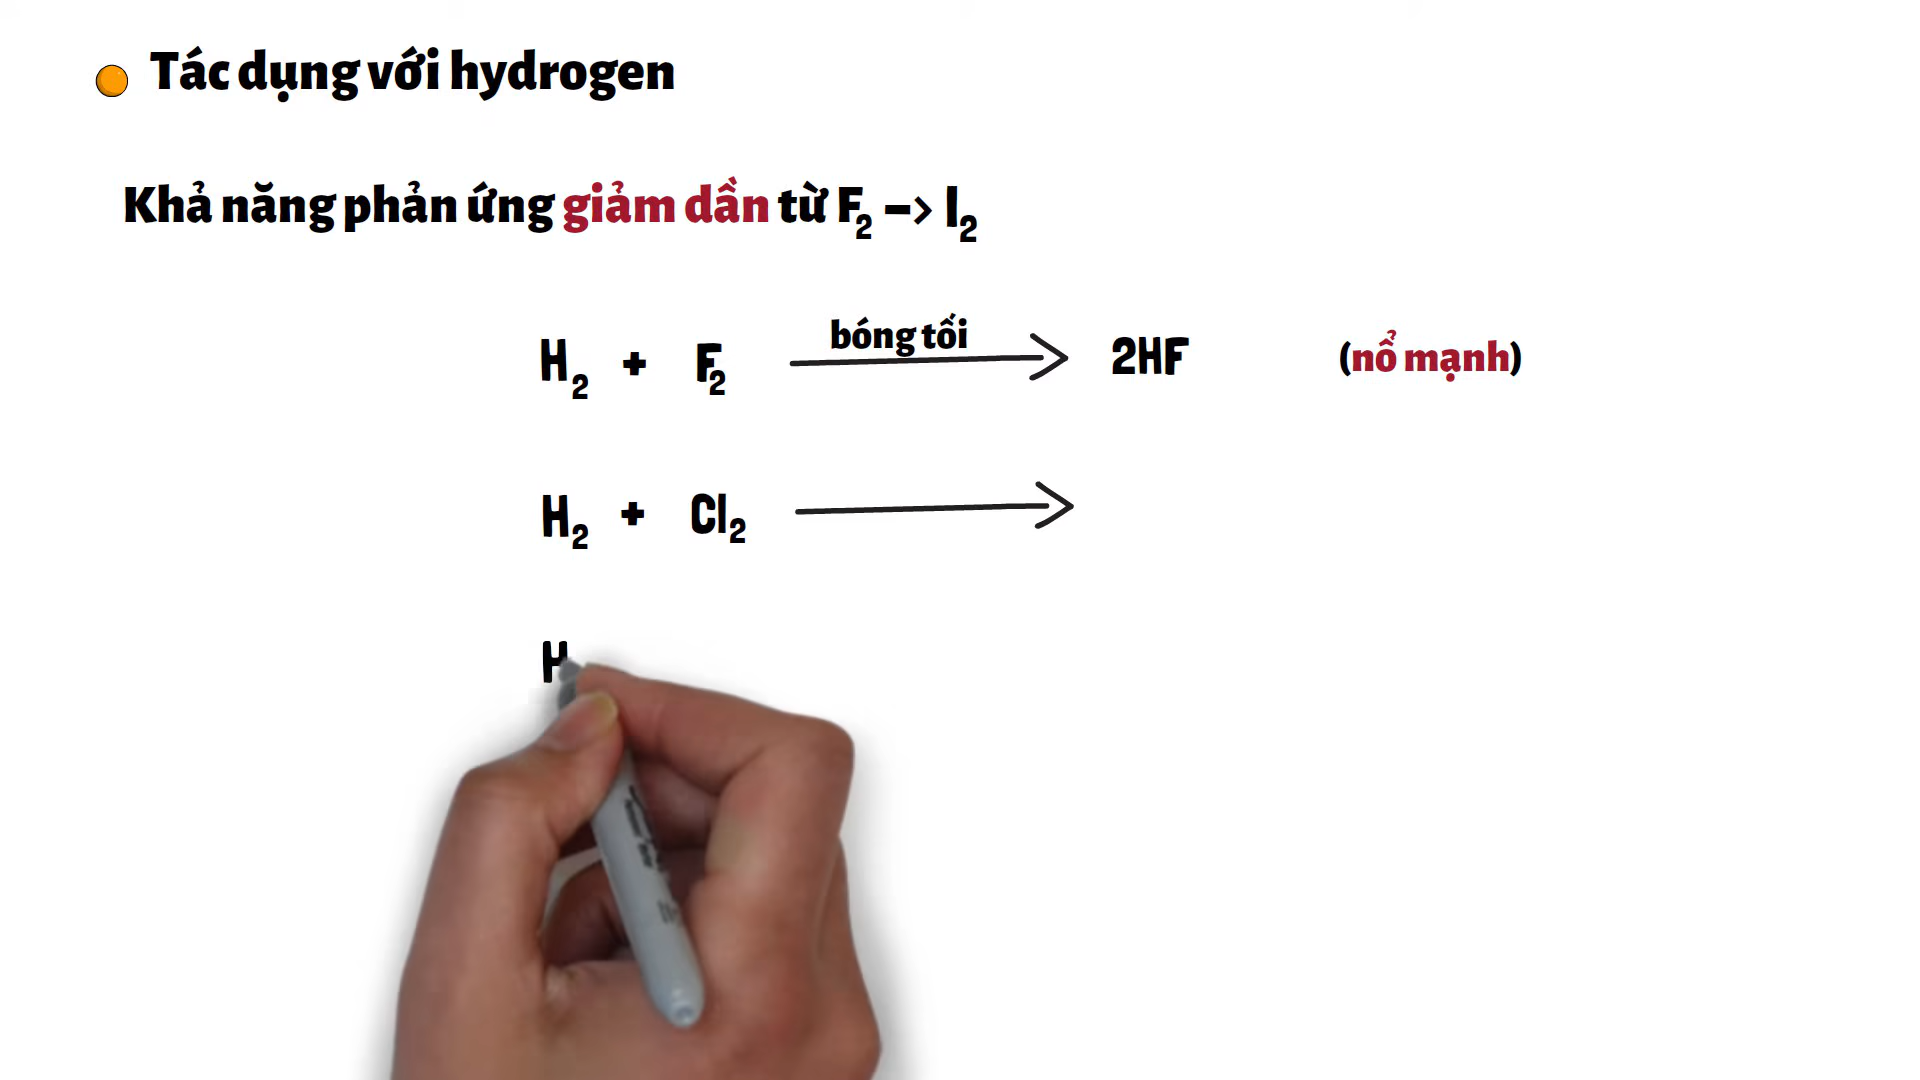 Tác dụng với hydrogen
Khả năng phản ứng giảm dần từ F₂ –> I₂
H₂ + F₂ bóng tối 2HF (nổ mạnh)
H₂ + Cl₂
H